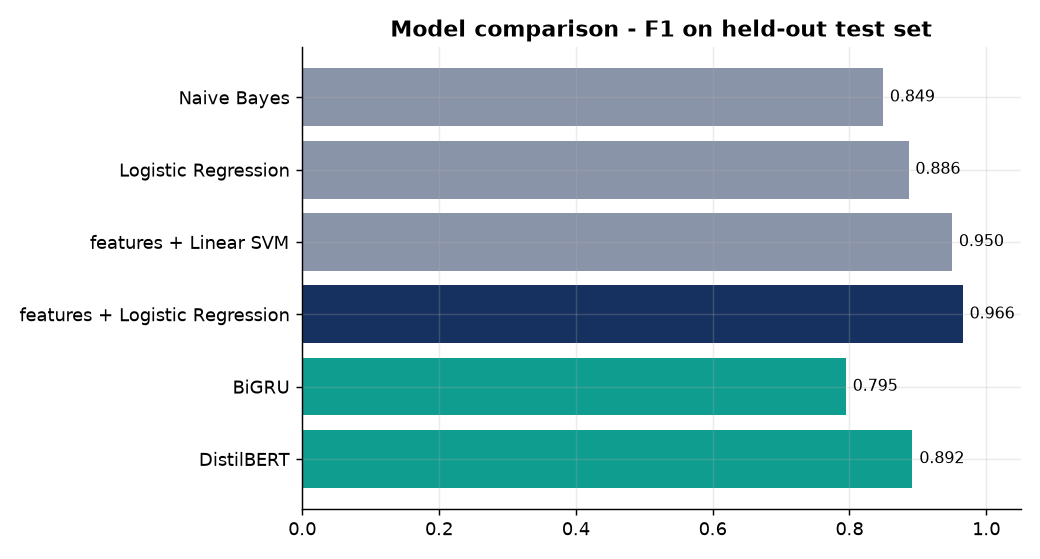 Model comparison - F1 on held-out test set
Naive Bayes 0.849
Logistic Regression 0.886
features + Linear SVM 0.950
features + Logistic Regression 0.966
BiGRU 0.795
DistilBERT 0.892
0.0 0.2 0.4 0.6 0.8 1.0